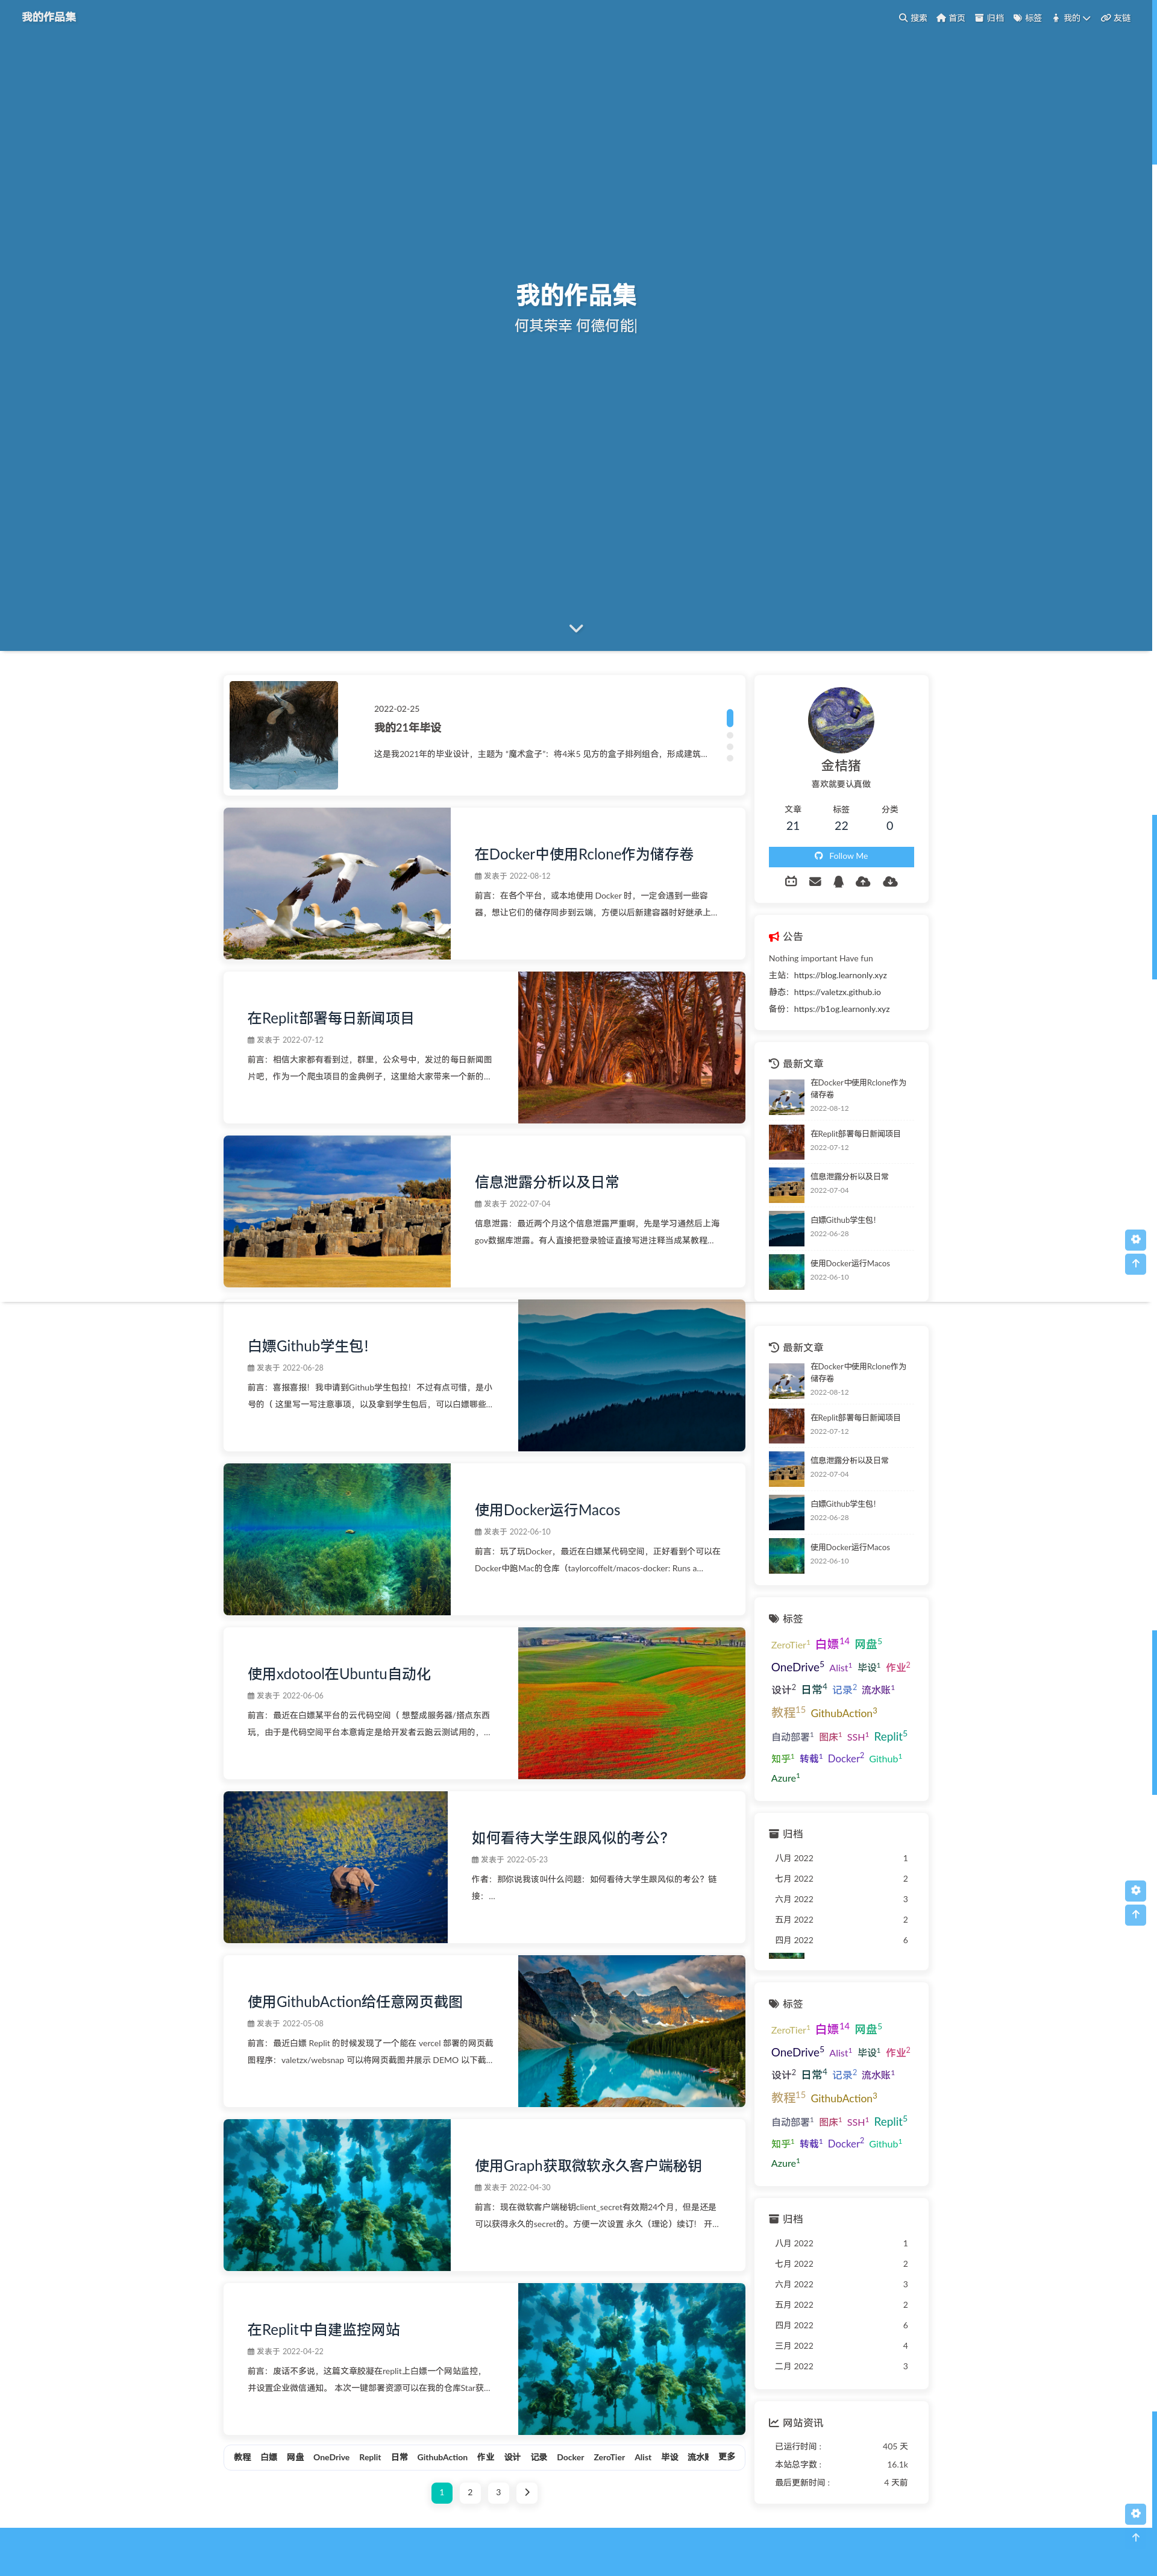 我的作品集
搜索 首页 归档 标签 我的 友链
我的作品集
何其荣幸 何德何能|
2022-02-25
我的21年毕设
这是我2021年的毕业设计，主题为 "魔术盒子"：将4米5 见方的盒子排列组合，形成建筑...
在Docker中使用Rclone作为储存卷
发表于 2022-08-12
前言：在各个平台，或本地使用 Docker 时，一定会遇到一些容
器，想让它们的储存同步到云端，方便以后新建容器时好继承上...
在Replit部署每日新闻项目
发表于 2022-07-12
前言：相信大家都有看到过，群里，公众号中，发过的每日新闻图
片吧，作为一个爬虫项目的金典例子，这里给大家带来一个新的...
信息泄露分析以及日常
发表于 2022-07-04
信息泄露：最近两个月这个信息泄露严重啊，先是学习通然后上海
gov数据库泄露。有人直接把登录验证直接写进注释当成某教程...
白嫖Github学生包！
发表于 2022-06-28
前言：喜报喜报！我申请到Github学生包拉！不过有点可惜，是小
号的（ 这里写一写注意事项，以及拿到学生包后，可以白嫖哪些...
使用Docker运行Macos
发表于 2022-06-10
前言：玩了玩Docker，最近在白嫖某代码空间，正好看到个可以在
Docker中跑Mac的仓库（taylorcoffelt/macos-docker: Runs a...
使用xdotool在Ubuntu自动化
发表于 2022-06-06
前言：最近在白嫖某平台的云代码空间（ 想整成服务器/搭点东西
玩，由于是代码空间平台本意肯定是给开发者云跑云测试用的，...
如何看待大学生跟风似的考公？
发表于 2022-05-23
作者：那你说我该叫什么问题：如何看待大学生跟风似的考公？链
接：...
使用GithubAction给任意网页截图
发表于 2022-05-08
前言：最近白嫖 Replit 的时候发现了一个能在 vercel 部署的网页截
图程序：valetzx/websnap 可以将网页截图并展示 DEMO 以下截...
使用Graph获取微软永久客户端秘钥
发表于 2022-04-30
前言：现在微软客户端秘钥client_secret有效期24个月，但是还是
可以获得永久的secret的。方便一次设置 永久（理论）续订！ 开...
在Replit中自建监控网站
发表于 2022-04-22
前言：废话不多说，这篇文章胶凝在replit上白嫖一个网站监控，
并设置企业微信通知。 本次一键部署资源可以在我的仓库Star获...
教程 白嫖 网盘 OneDrive Replit 日常 GithubAction 作业 设计 记录 Docker ZeroTier Alist 毕设 流水 更多
1 2 3
金桔猪
喜欢就要认真做
文章 标签 分类
21 22 0
Follow Me
公告
Nothing important Have fun
主站：https://blog.learnonly.xyz
静态：https://valetzx.github.io
备份：https://b1og.learnonly.xyz
最新文章
在Docker中使用Rclone作为
储存卷
2022-08-12
在Replit部署每日新闻项目
2022-07-12
信息泄露分析以及日常
2022-07-04
白嫖Github学生包！
2022-06-28
使用Docker运行Macos
2022-06-10
最新文章
在Docker中使用Rclone作为
储存卷
2022-08-12
在Replit部署每日新闻项目
2022-07-12
信息泄露分析以及日常
2022-07-04
白嫖Github学生包！
2022-06-28
使用Docker运行Macos
2022-06-10
标签
ZeroTier1 白嫖14 网盘5
OneDrive5 Alist1 毕设1 作业2
设计2 日常4 记录2 流水账1
教程15 GithubAction3
自动部署1 图床1 SSH1 Replit5
知乎1 转载1 Docker2 Github1
Azure1
归档
八月 2022 1
七月 2022 2
六月 2022 3
五月 2022 2
四月 2022 6
标签
ZeroTier1 白嫖14 网盘5
OneDrive5 Alist1 毕设1 作业2
设计2 日常4 记录2 流水账1
教程15 GithubAction3
自动部署1 图床1 SSH1 Replit5
知乎1 转载1 Docker2 Github1
Azure1
归档
八月 2022 1
七月 2022 2
六月 2022 3
五月 2022 2
四月 2022 6
三月 2022 4
二月 2022 3
网站资讯
已运行时间 : 405 天
本站总字数 : 16.1k
最后更新时间 : 4 天前